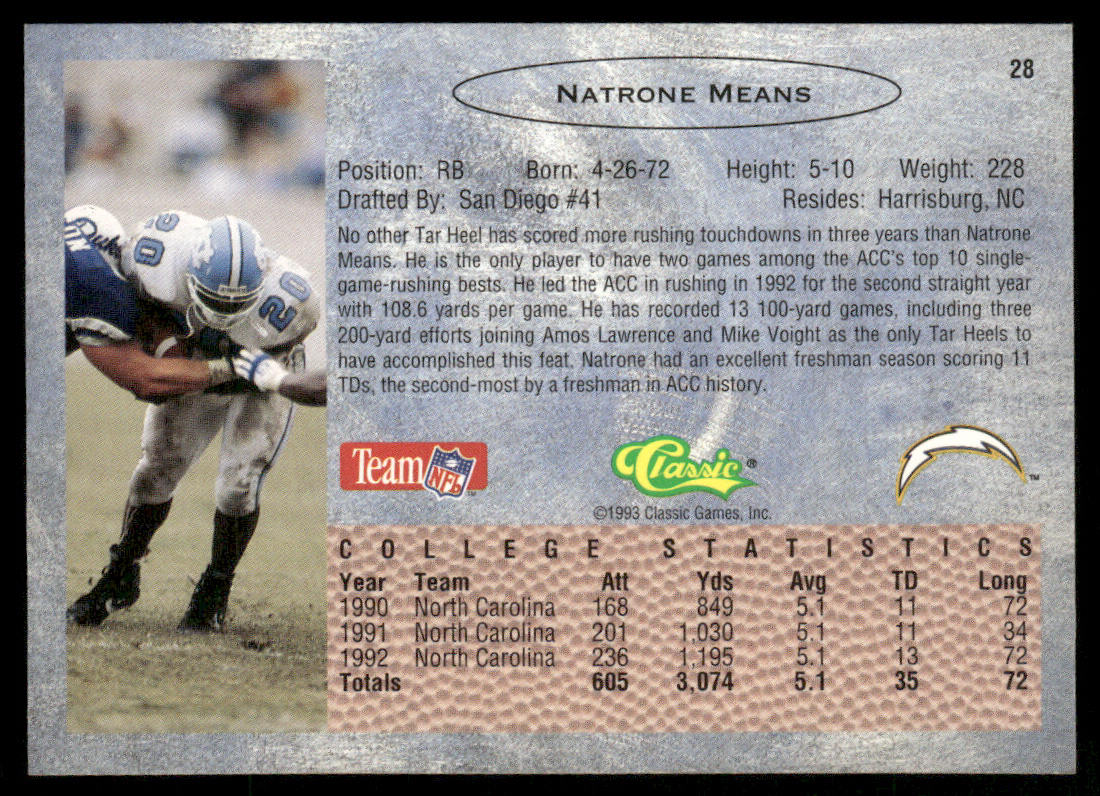 28
NATRONE MEANS
Position: RB Born: 4-26-72 Height: 5-10 Weight: 228
Drafted By: San Diego #41 Resides: Harrisburg, NC
No other Tar Heel has scored more rushing touchdowns in three years than Natrone
Means. He is the only player to have two games among the ACC's top 10 single-
game-rushing bests. He led the ACC in rushing in 1992 for the second straight year
with 108.6 yards per game. He has recorded 13 100-yard games, including three
200-yard efforts joining Amos Lawrence and Mike Voight as the only Tar Heels to
have accomplished this feat. Natrone had an excellent freshman season scoring 11
TDs, the second-most by a freshman in ACC history.
Duke
20
20
Team NFL ™
Classic ®
™
©1993 Classic Games, Inc.
COLLEGE STATISTICS
Year Team Att Yds Avg TD Long
1990 North Carolina 168 849 5.1 11 72
1991 North Carolina 201 1,030 5.1 11 34
1992 North Carolina 236 1,195 5.1 13 72
Totals 605 3,074 5.1 35 72